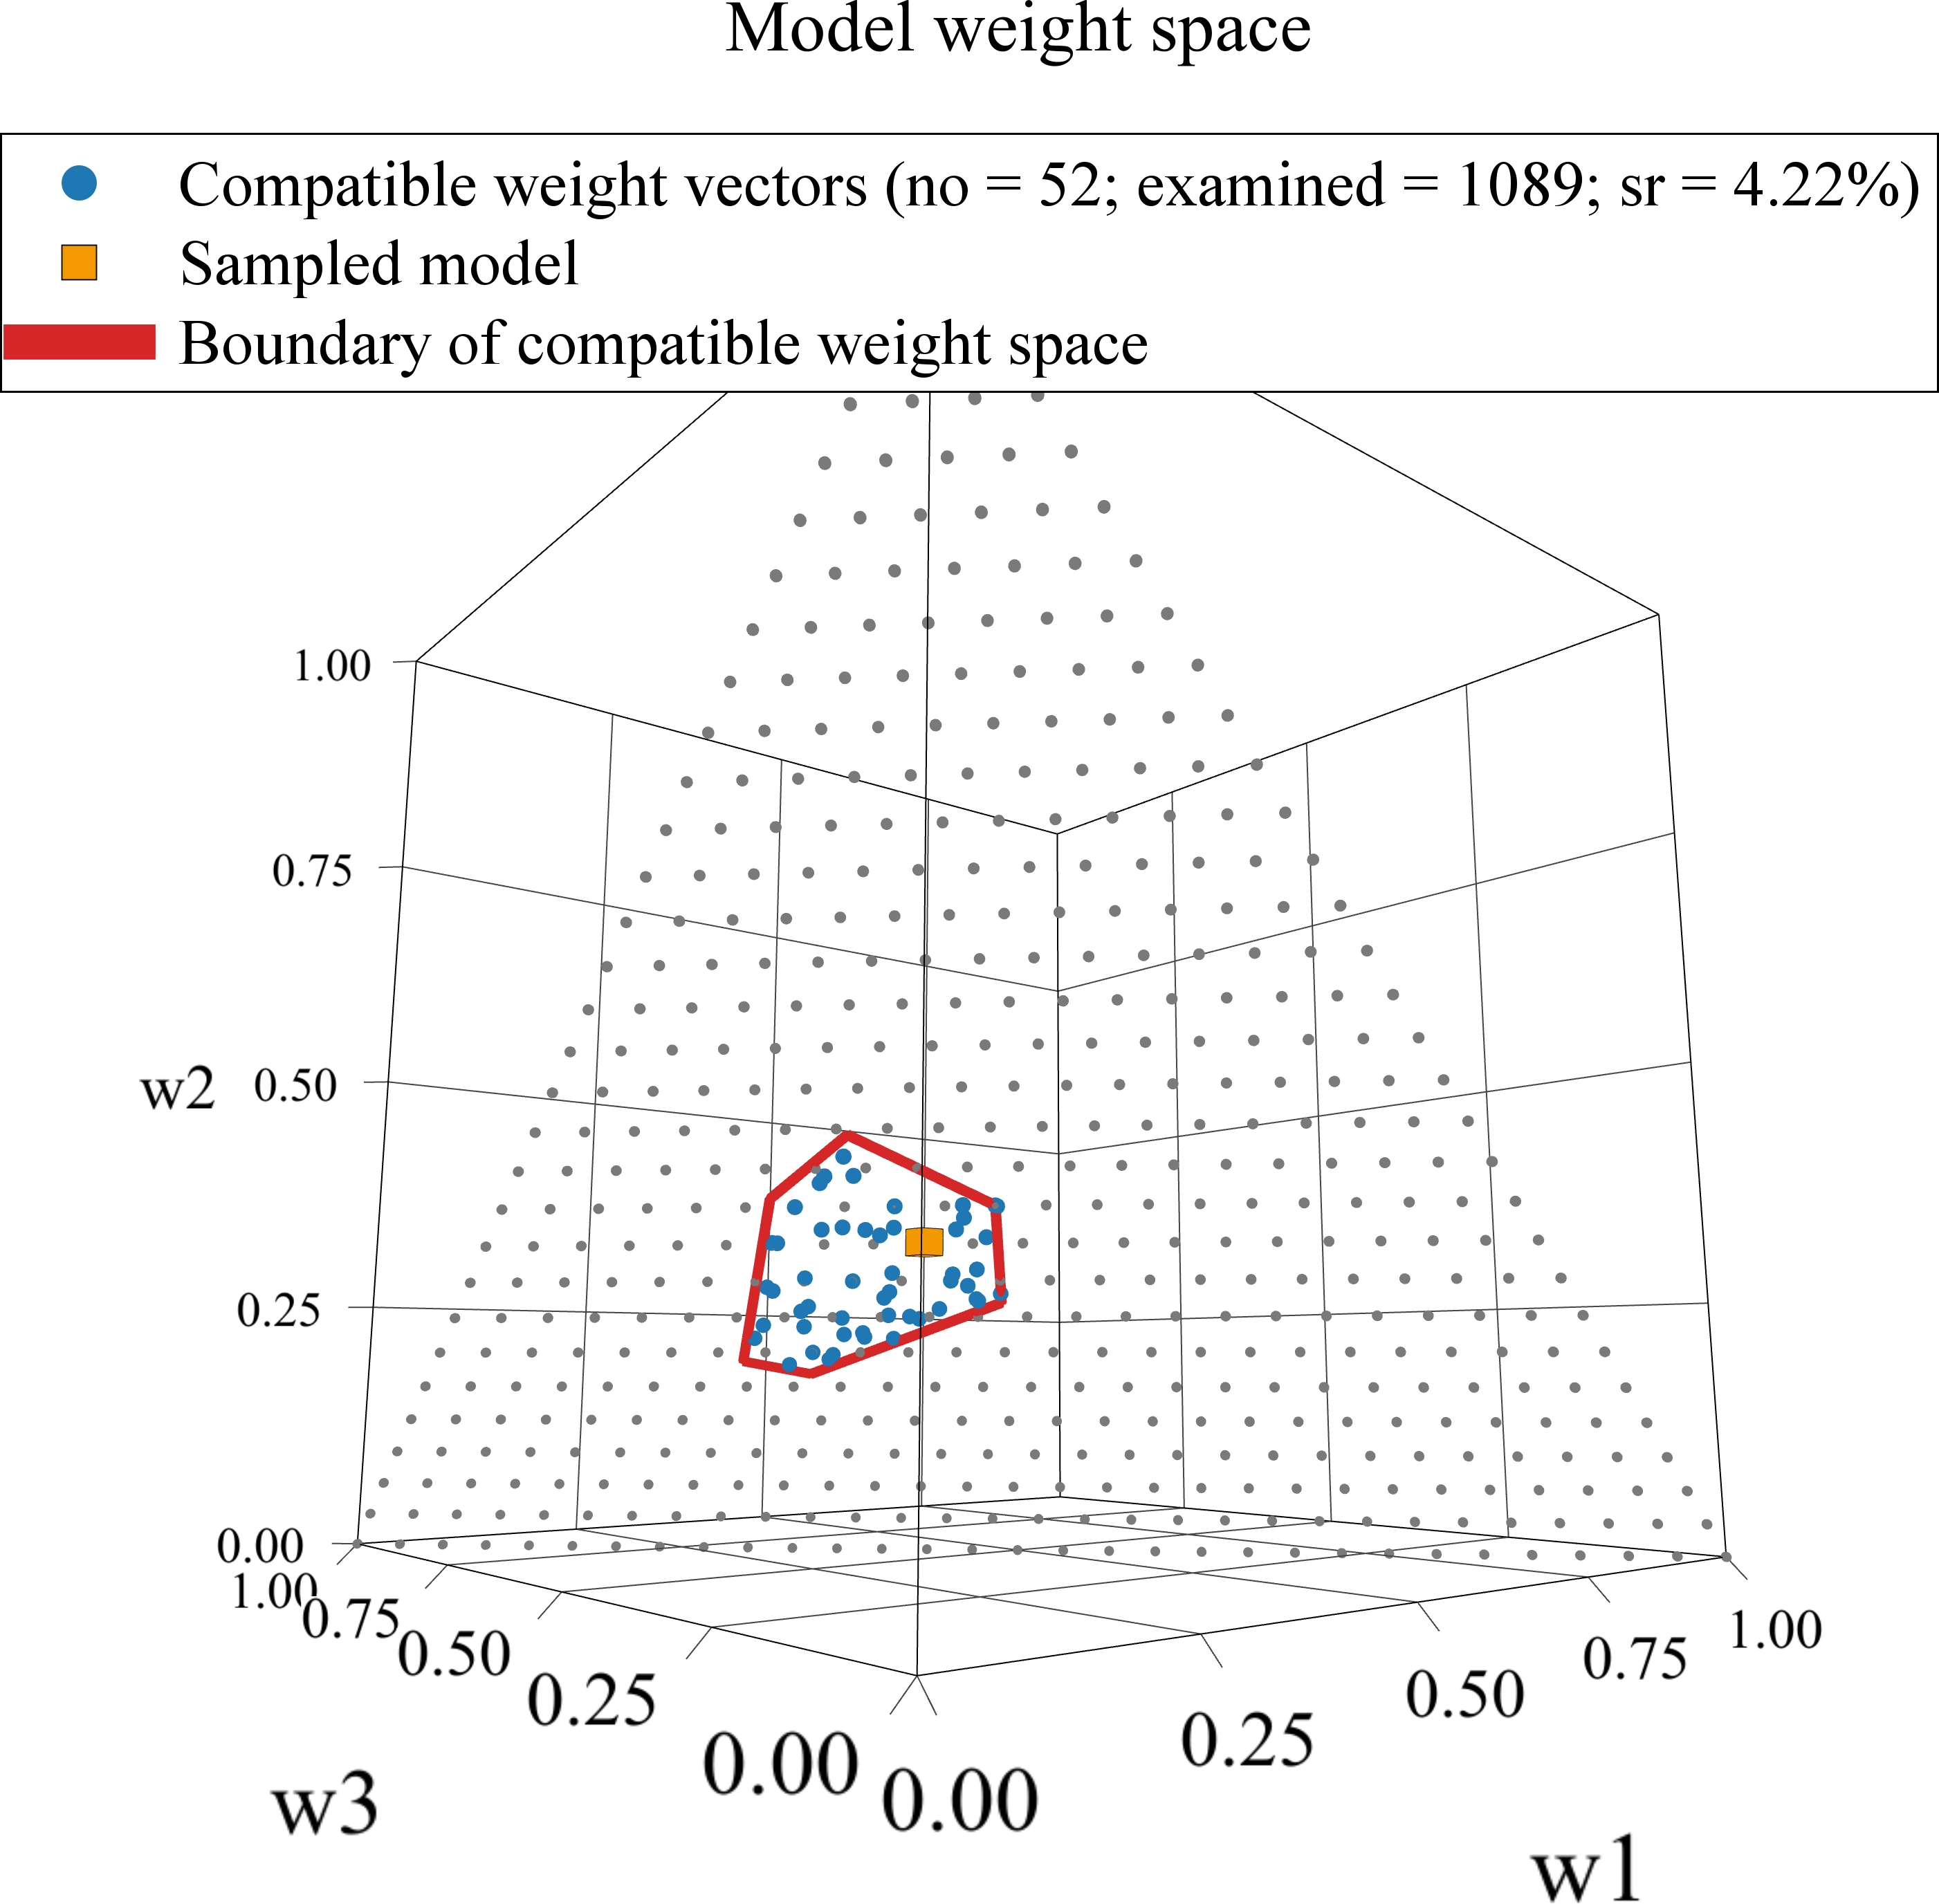 Model weight space
Compatible weight vectors (no = 52; examined = 1089; sr = 4.22%)
Sampled model
Boundary of compatible weight space
1.00
0.75
w2
0.50
0.25
0.00
1.00
0.75
0.50
0.25
0.00
w3
0.00
0.25
0.50
0.75
1.00
w1